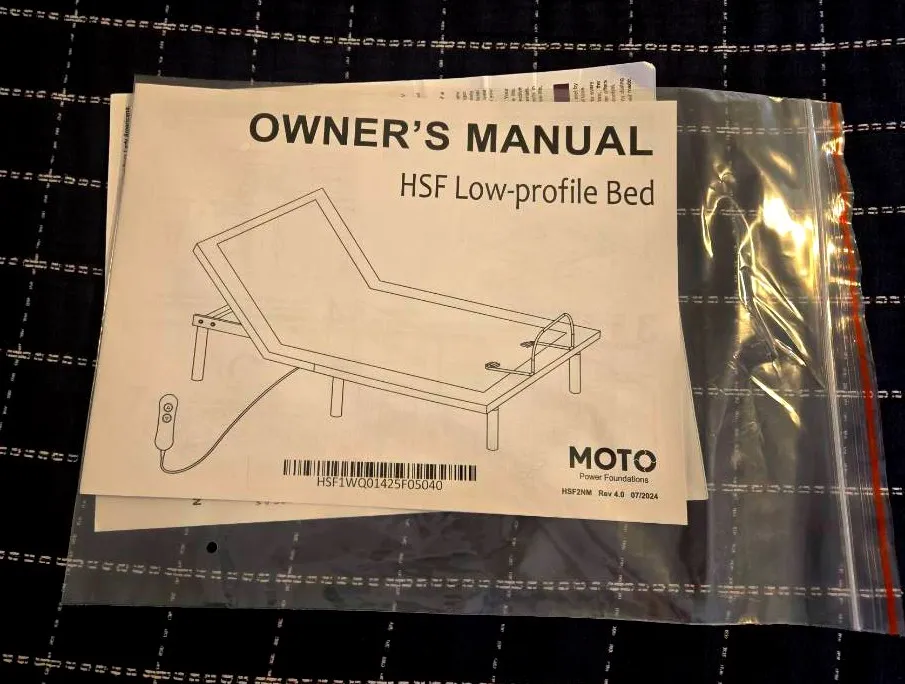 OWNER'S MANUAL
HSF Low-profile Bed
HSF1WQ01425F05040
MOTO
Power Foundations
HSF2NM Rev 4.0 07/2024